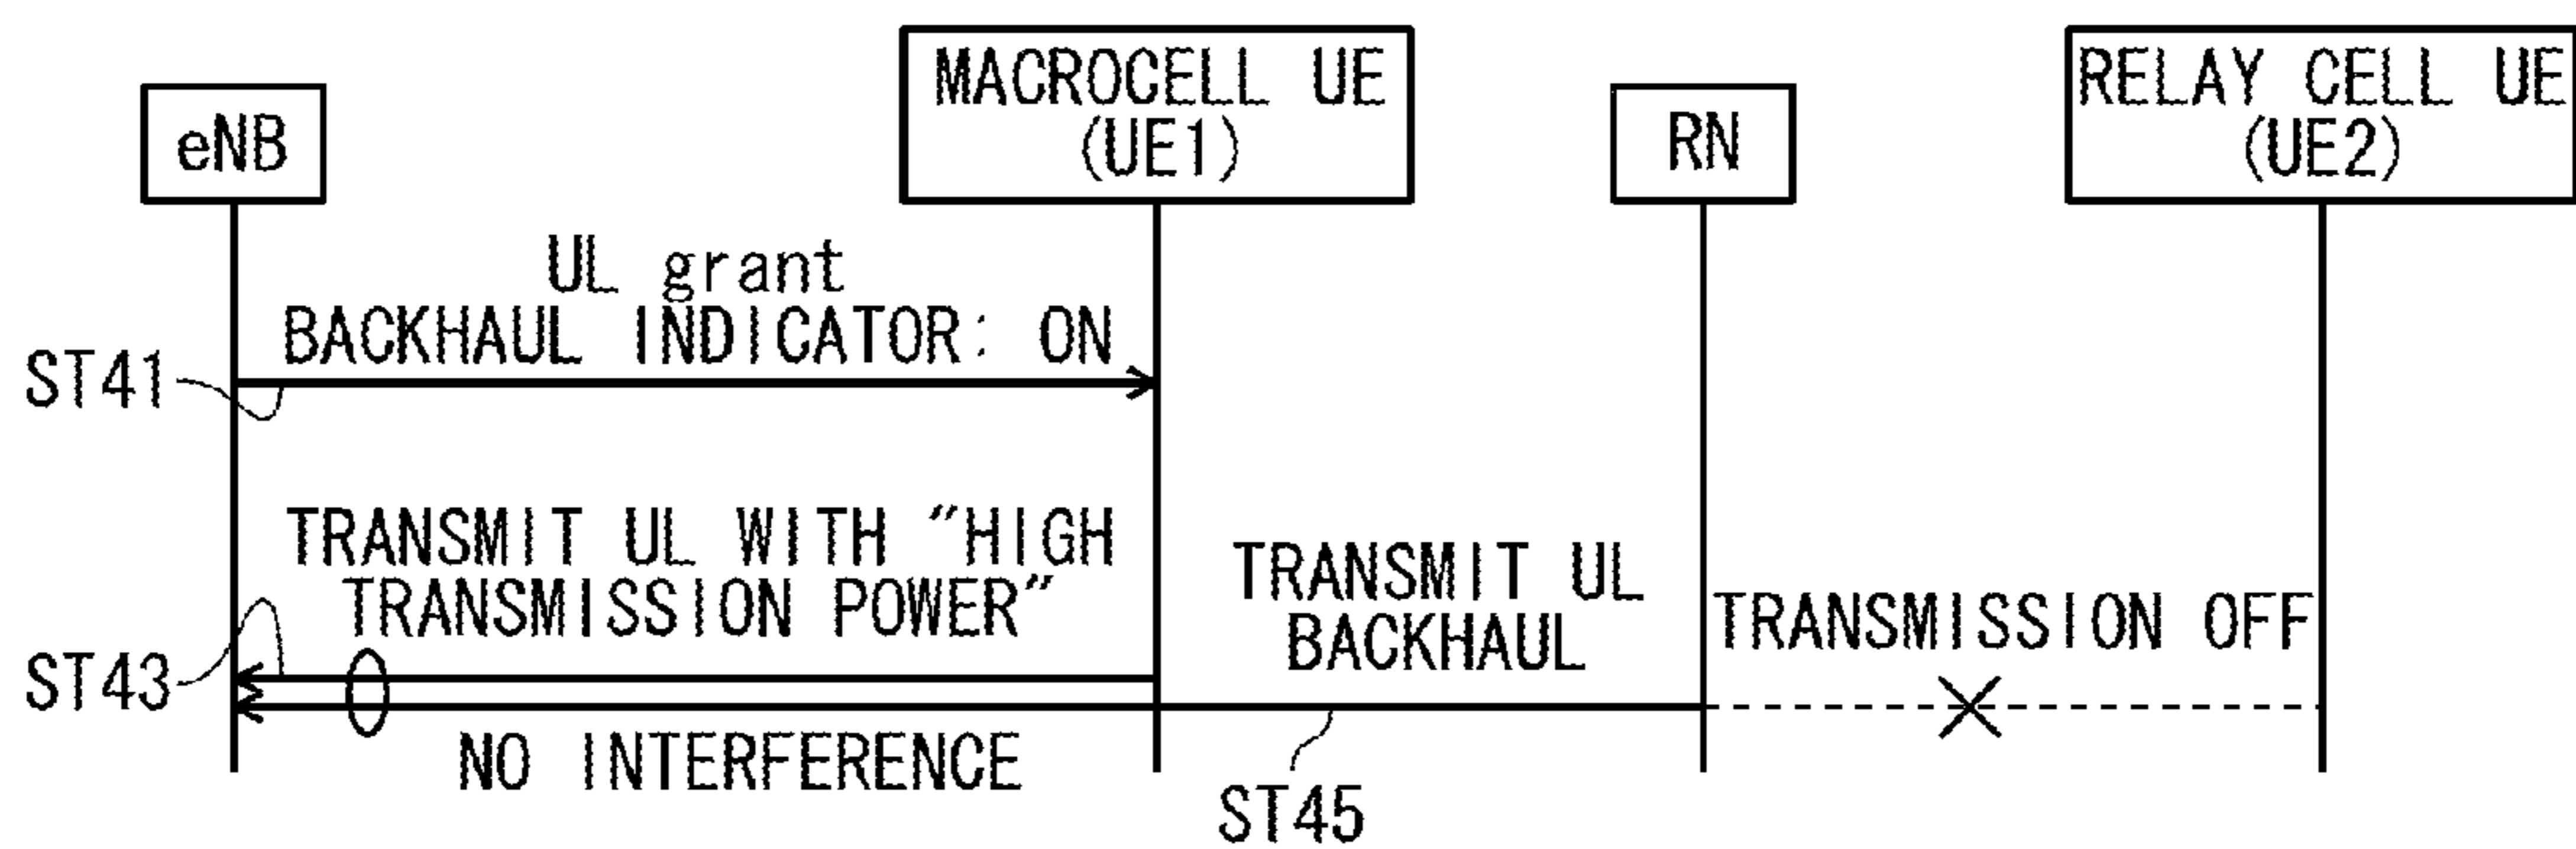 eNB
MACROCELL UE
(UE1)
RN
RELAY CELL UE
(UE2)
UL grant
BACKHAUL INDICATOR: ON
ST41
TRANSMIT UL WITH "HIGH
TRANSMISSION POWER"
TRANSMIT UL
BACKHAUL
TRANSMISSION OFF
ST43
NO INTERFERENCE
ST45